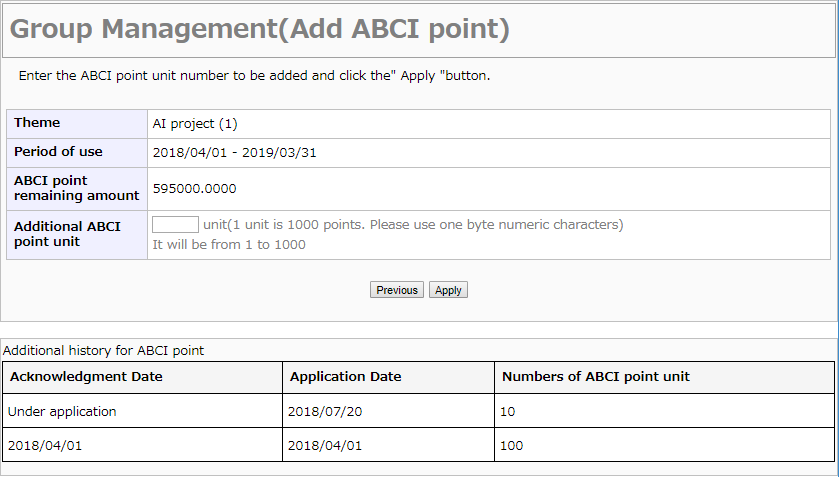 Group Management(Add ABCI point)
Enter the ABCI point unit number to be added and click the" Apply "button.
Theme AI project (1)
Period of use 2018/04/01 - 2019/03/31
ABCI point
remaining amount 595000.0000
Additional ABCI
point unit
unit(1 unit is 1000 points. Please use one byte numeric characters)
It will be from 1 to 1000
Previous Apply
Additional history for ABCI point
Acknowledgment Date Application Date Numbers of ABCI point unit
Under application 2018/07/20 10
2018/04/01 2018/04/01 100